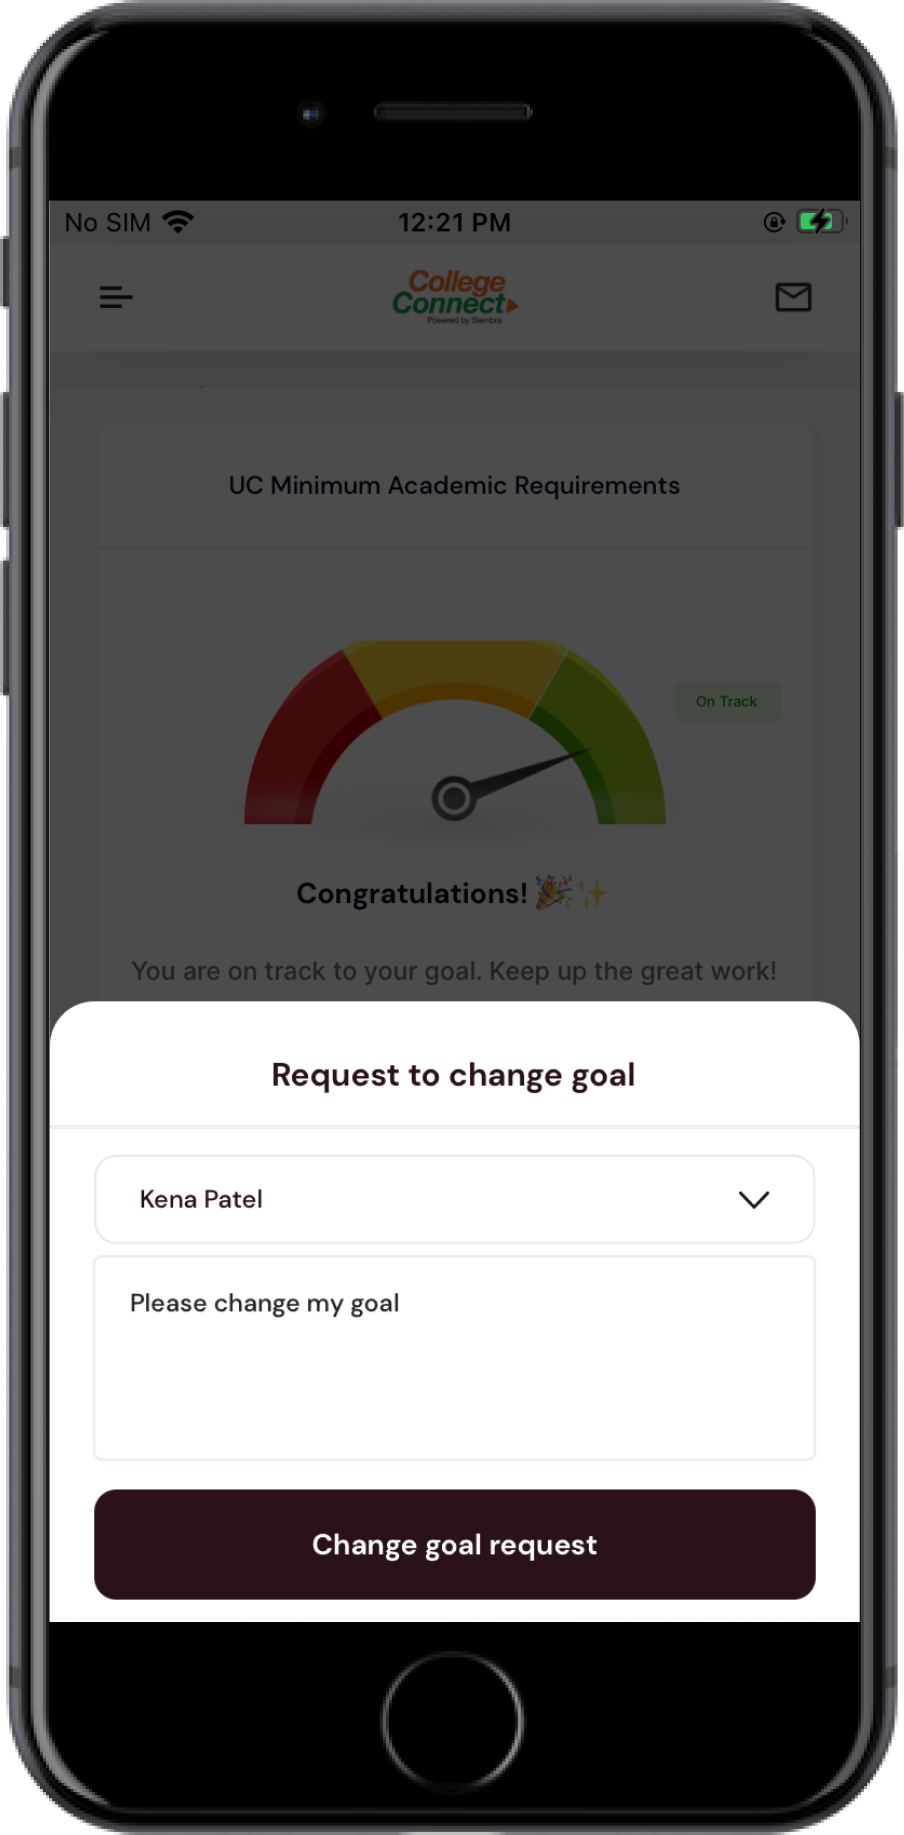 No SIM
12:21 PM
College
Connect
Powered by Siembra
UC Minimum Academic Requirements
On Track
Congratulations! 🎉✨
You are on track to your goal. Keep up the great work!
Request to change goal
Kena Patel
Please change my goal
Change goal request